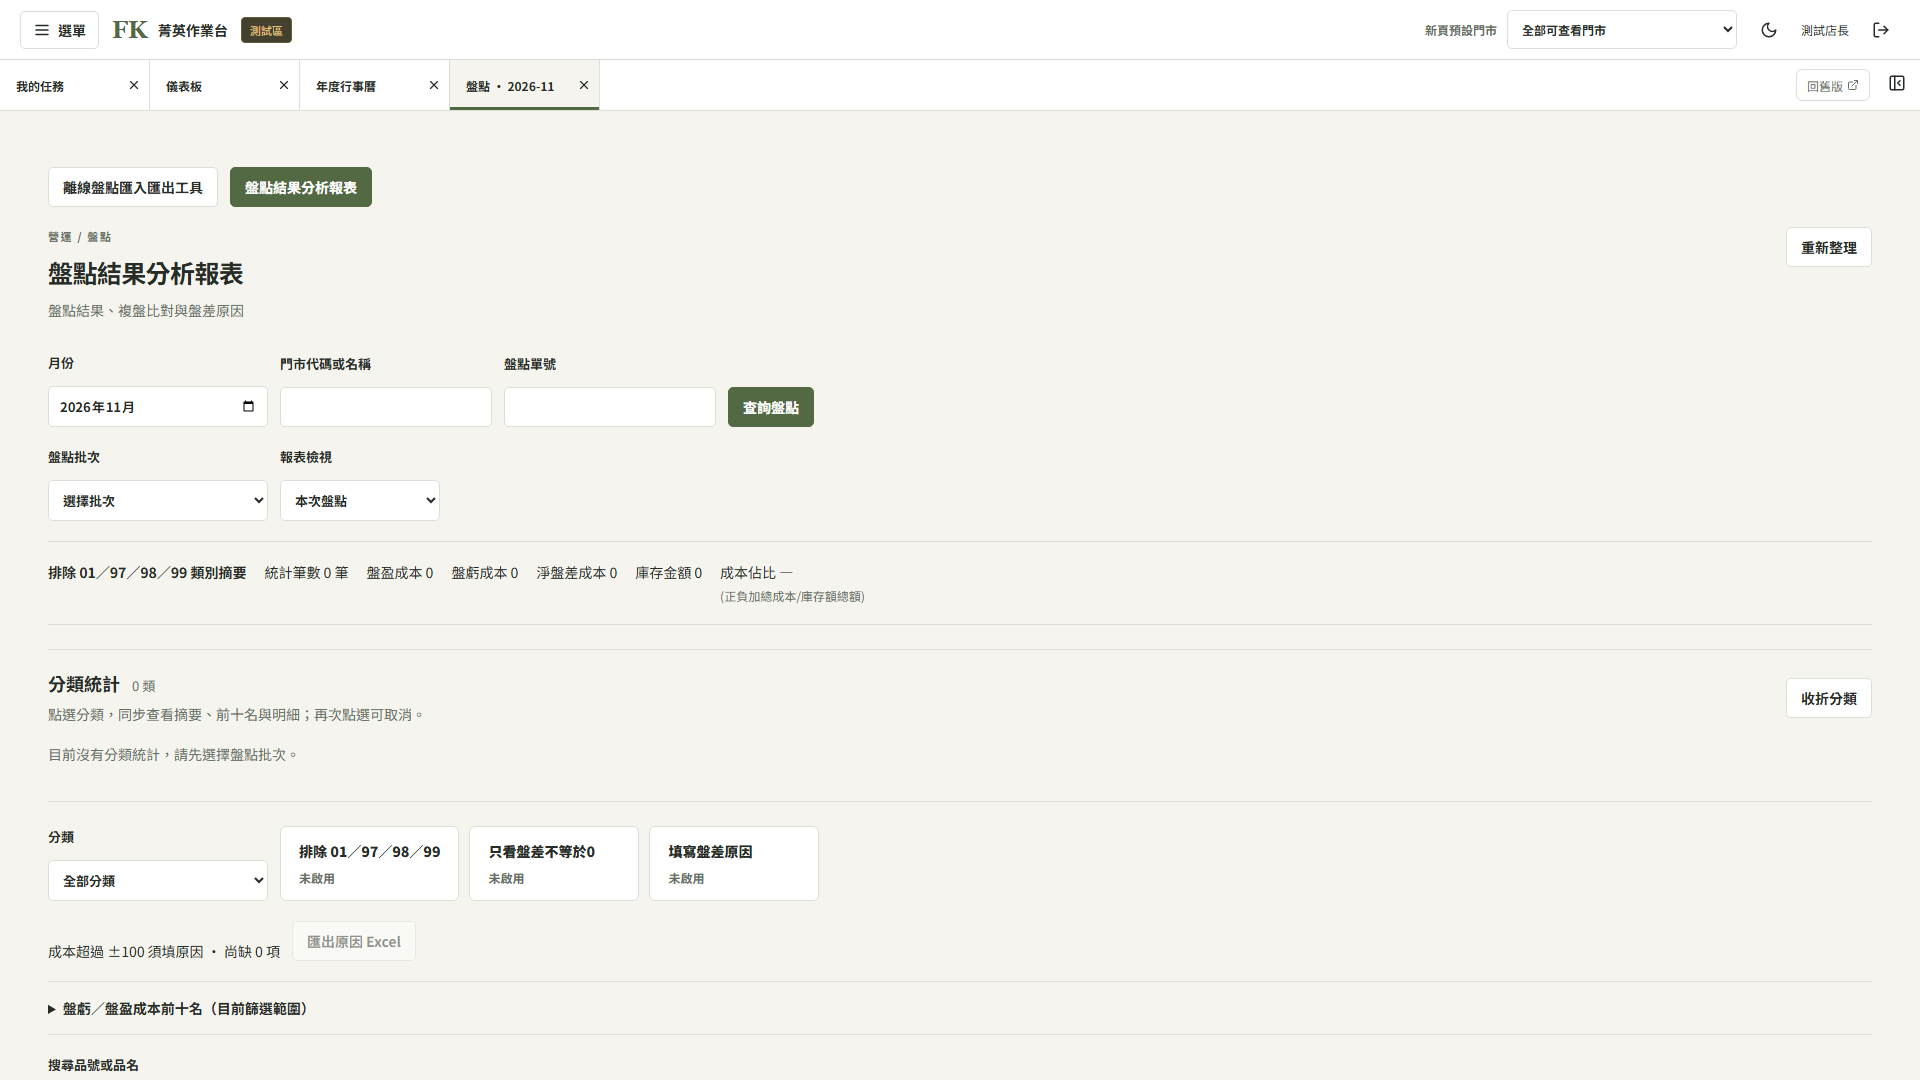 選單
FK 菁英作業台 測試區
新頁預設門市 全部可查看門市 測試店長
我的任務
儀表板
年度行事曆
盤點 · 2026-11
回舊版
離線盤點匯入匯出工具
盤點結果分析報表
營運 / 盤點
盤點結果分析報表
重新整理
盤點結果、複盤比對與盤差原因
月份 門市代碼或名稱 盤點單號
2026年11月
查詢盤點
盤點批次 報表檢視
選擇批次 本次盤點
排除 01／97／98／99 類別摘要 統計筆數 0 筆 盤盈成本 0 盤虧成本 0 淨盤差成本 0 庫存金額 0 成本佔比 —
(正負加總成本/庫存額總額)
分類統計 0 類
收折分類
點選分類，同步查看摘要、前十名與明細；再次點選可取消。
目前沒有分類統計，請先選擇盤點批次。
分類
全部分類
排除 01／97／98／99
未啟用
只看盤差不等於0
未啟用
填寫盤差原因
未啟用
成本超過 ±100 須填原因 · 尚缺 0 項
匯出原因 Excel
盤虧／盤盈成本前十名（目前篩選範圍）
搜尋品號或品名